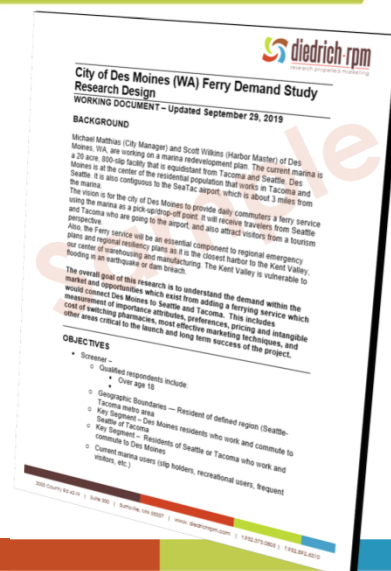 diedrich·rpm
research propelled marketing
City of Des Moines (WA) Ferry Demand Study
Research Design
WORKING DOCUMENT – Updated September 29, 2019
BACKGROUND
Michael Matthias (City Manager) and Scott Wilkins (Harbor Master) of Des
Moines, WA, are working on a marina redevelopment plan. The current marina is
a 20 acre, 800-slip facility that is equidistant from Tacoma and Seattle. Des
Moines is at the center of the residential population that works in Tacoma and
Seattle. It is also contiguous to the SeaTac airport, which is about 3 miles from
the marina.
The vision is for the city of Des Moines to provide daily commuters a ferry service
using the marina as a pick-up/drop-off point. It will receive travelers from Seattle
and Tacoma who are going to the airport, and also attract visitors from a tourism
perspective.
Also, the Ferry service will be an essential component to regional emergency
plans and regional resiliency plans as it is the closest harbor to the Kent Valley,
our center of warehousing and manufacturing. The Kent Valley is vulnerable to
flooding in an earthquake or dam breach.
The overall goal of this research is to understand the demand within the
market and opportunities which exist from adding a ferrying service which
would connect Des Moines to Seattle and Tacoma. This includes
measurement of importance attributes, preferences, pricing and intangible
cost of switching pharmacies, most effective marketing techniques, and
other areas critical to the launch and long term success of the project.
OBJECTIVES
• Screener –
o Qualified respondents include:
• Over age 18
•
o Geographic Boundaries — Resident of defined region (Seattle-
Tacoma metro area
o Key Segment – Des Moines residents who work and commute to
Seattle of Tacoma
o Key Segment – Residents of Seattle or Tacoma who work and
commute to Des Moines
o Current marina users (slip holders, recreational users, frequent
visitors, etc.)
sample